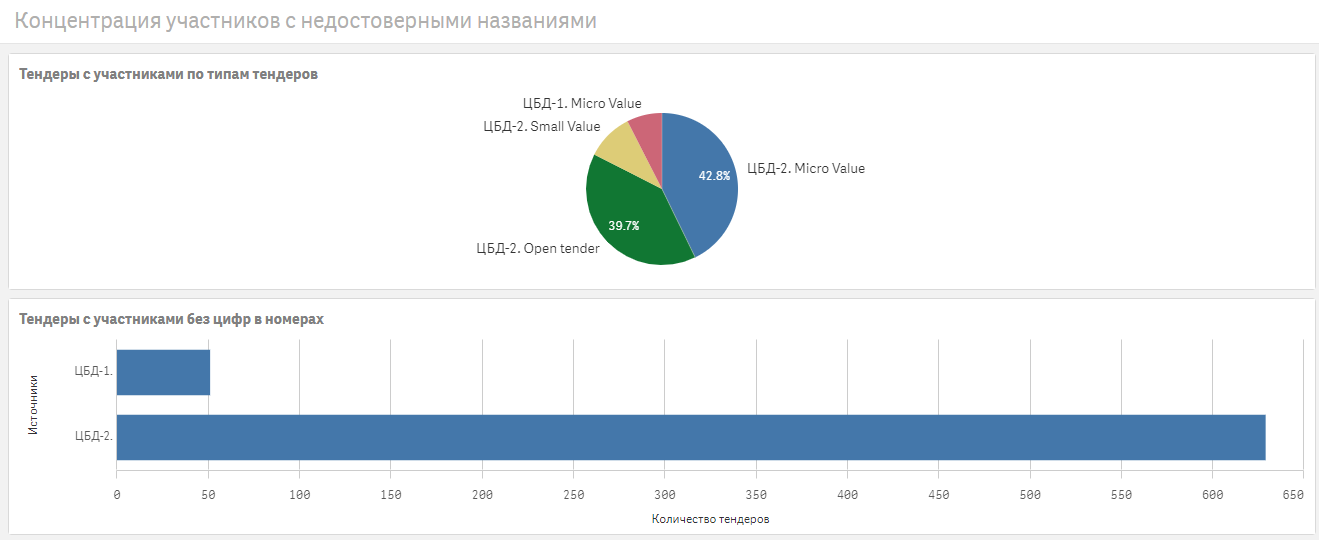 Концентрация участников с недостоверными названиями
Тендеры с участниками по типам тендеров
ЦБД-1. Micro Value
ЦБД-2. Small Value
ЦБД-2. Micro Value
42.8%
39.7%
ЦБД-2. Open tender
Тендеры с участниками без цифр в номерах
Источники
ЦБД-1.
ЦБД-2.
0 50 100 150 200 250 300 350 400 450 500 550 600 650
Количество тендеров